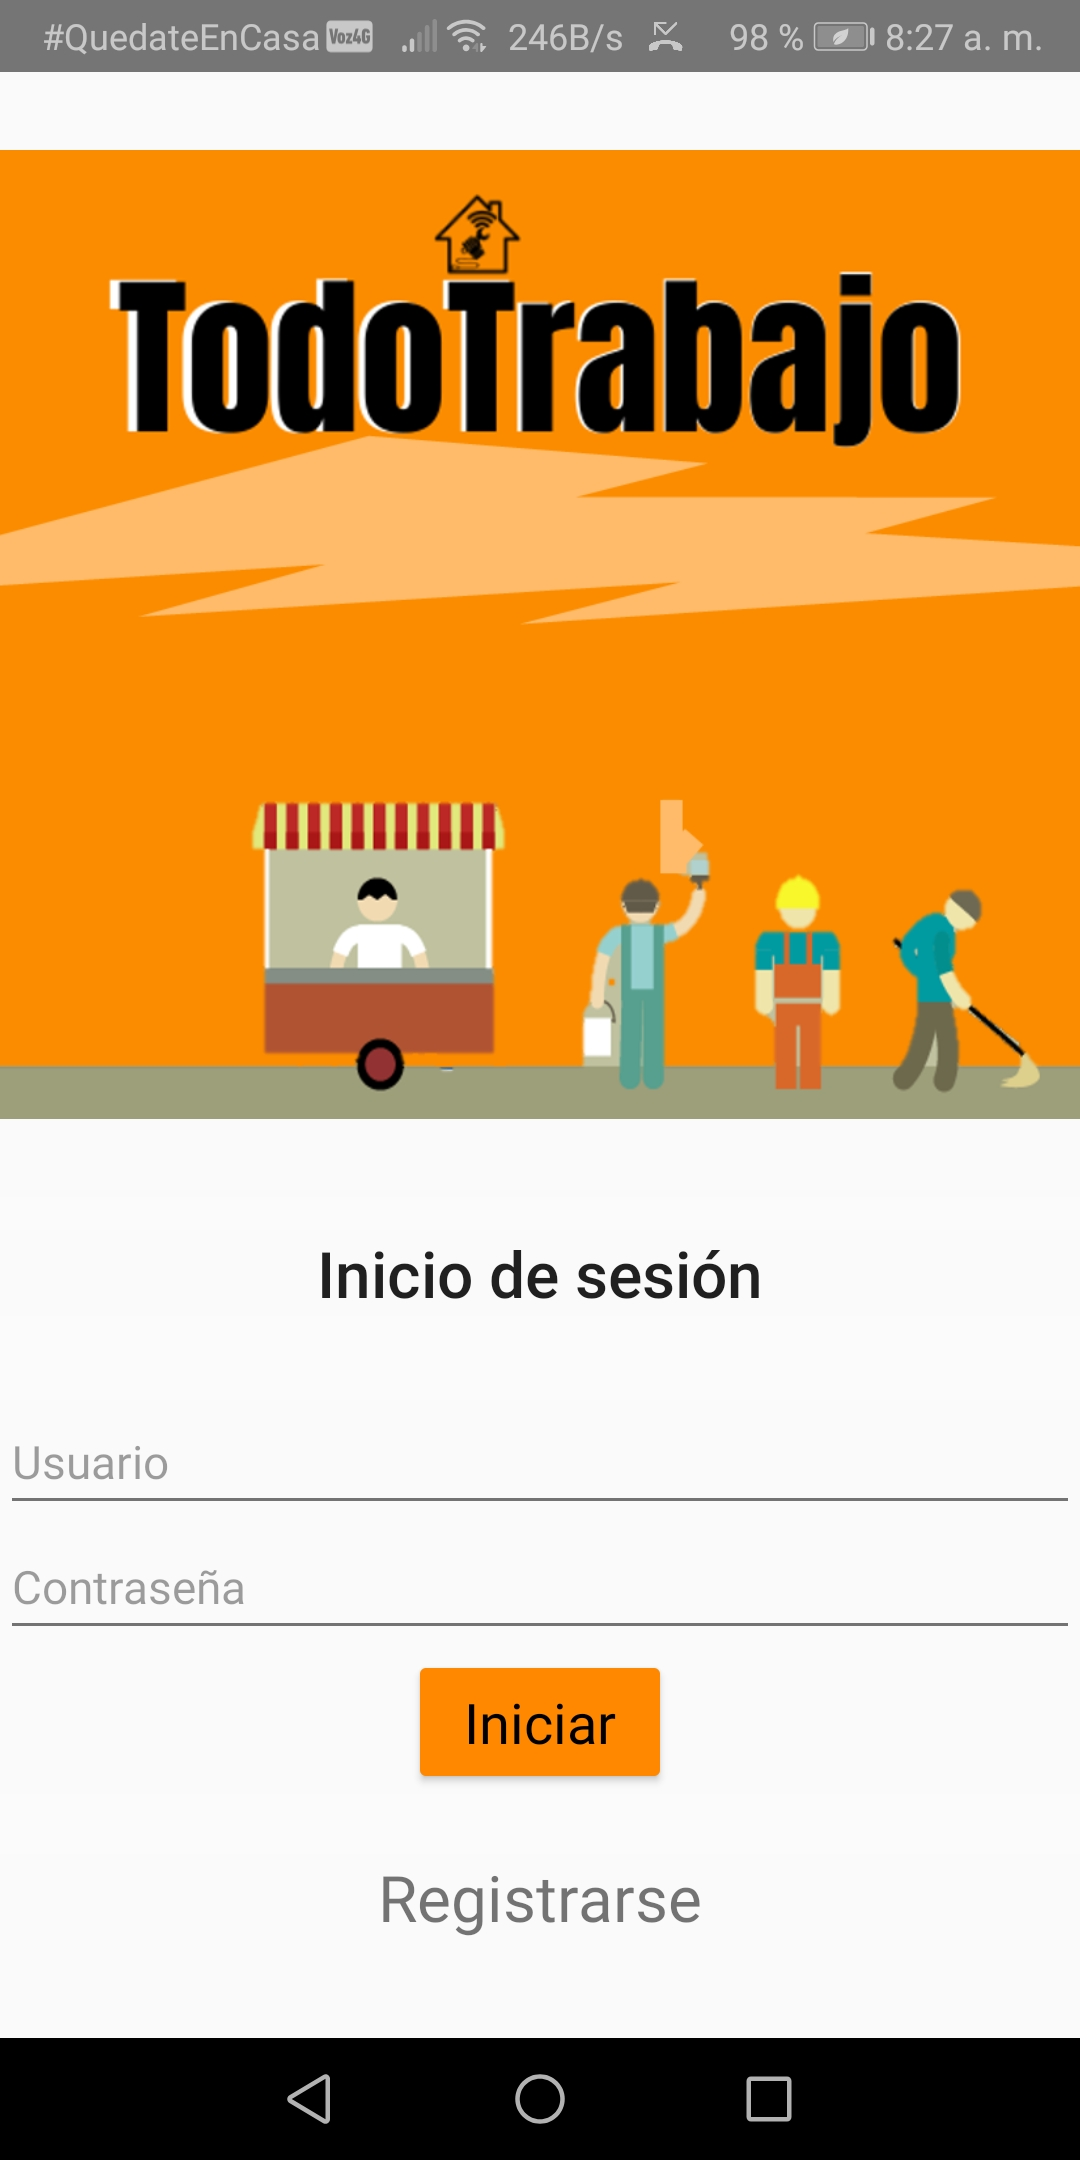 #QuedateEnCasa Voz4G 246B/s 98 % 8:27 a. m.
TodoTrabajo
Inicio de sesión
Usuario
Contraseña
Iniciar
Registrarse